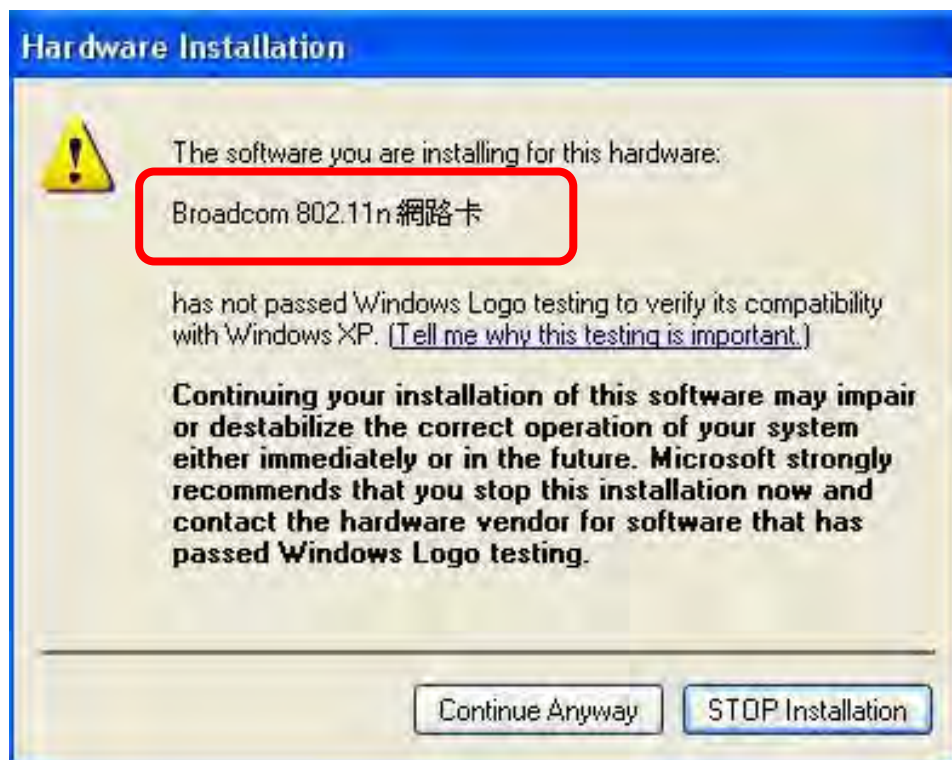 Hardware Installation
The software you are installing for this hardware:
Broadcom 802.11n 網路卡
has not passed Windows Logo testing to verify its compatibility
with Windows XP. (Tell me why this testing is important.)
Continuing your installation of this software may impair
or destabilize the correct operation of your system
either immediately or in the future. Microsoft strongly
recommends that you stop this installation now and
contact the hardware vendor for software that has
passed Windows Logo testing.
Continue Anyway
STOP Installation